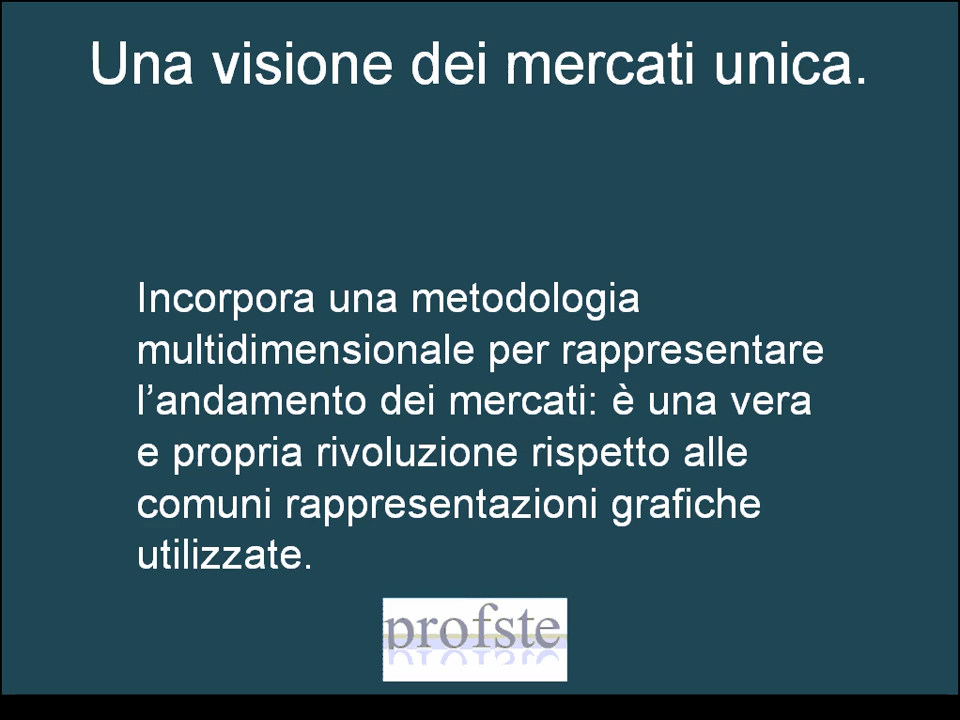 Una visione dei mercati unica.
Incorpora una metodologia
multidimensionale per rappresentare
l’andamento dei mercati: è una vera
e propria rivoluzione rispetto alle
comuni rappresentazioni grafiche
utilizzate.
profste